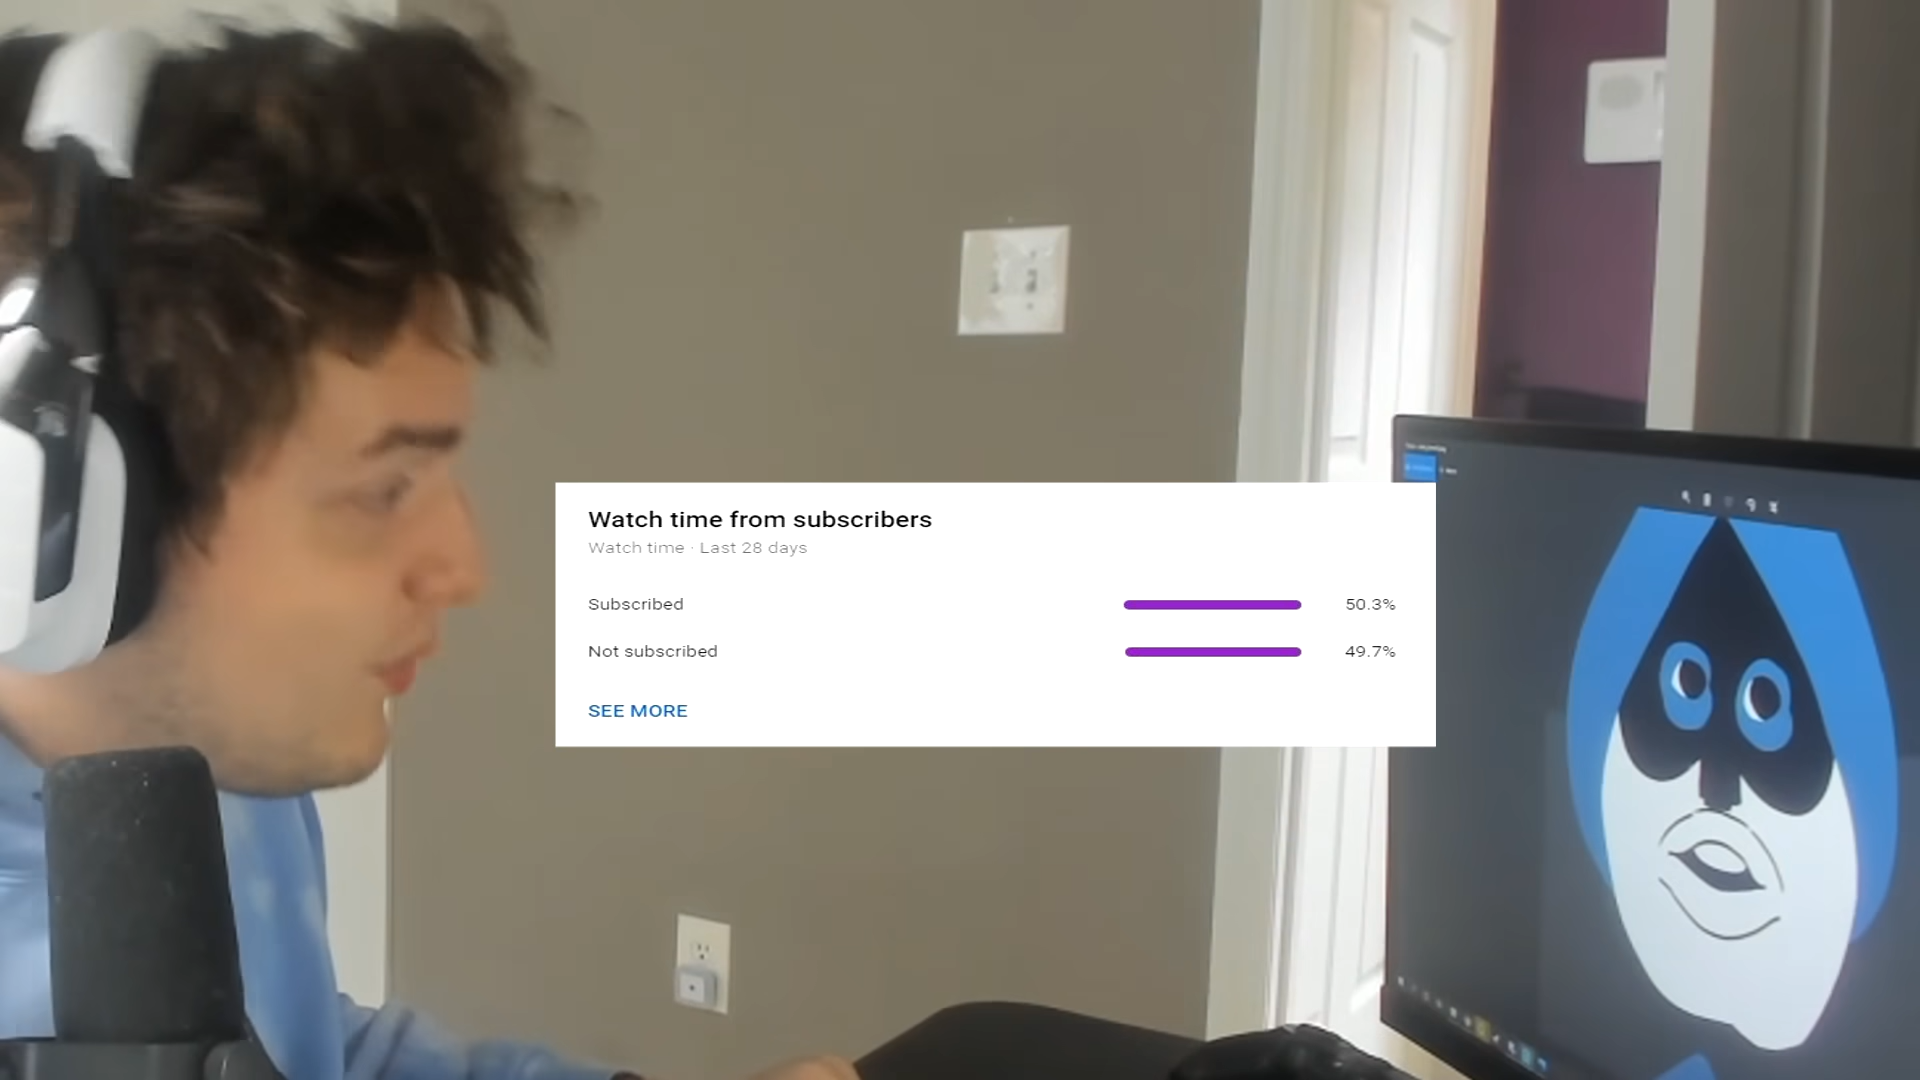 Watch time from subscribers
Watch time · Last 28 days
Subscribed 50.3%
Not subscribed 49.7%
SEE MORE